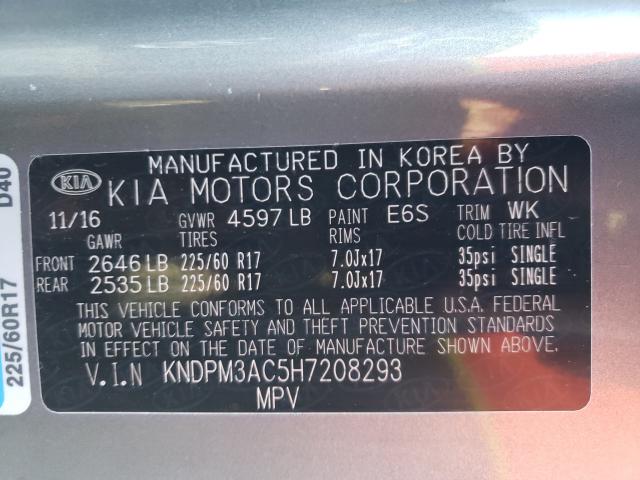 MANUFACTURED IN KOREA BY
KIA KIA MOTORS CORPORATION
11/16 GVWR 4597 LB PAINT E6S TRIM WK
GAWR TIRES RIMS COLD TIRE INFL
FRONT 2646 LB 225/60 R17 7.0Jx17 35psi SINGLE
REAR 2535 LB 225/60 R17 7.0Jx17 35psi SINGLE
THIS VEHICLE CONFORMS TO ALL APPLICABLE U.S.A. FEDERAL
MOTOR VEHICLE SAFETY AND THEFT PREVENTION STANDARDS
IN EFFECT ON THE DATE OF MANUFACTURE SHOWN ABOVE.
V.I.N KNDPM3AC5H7208293
MPV
225/60R17
D40